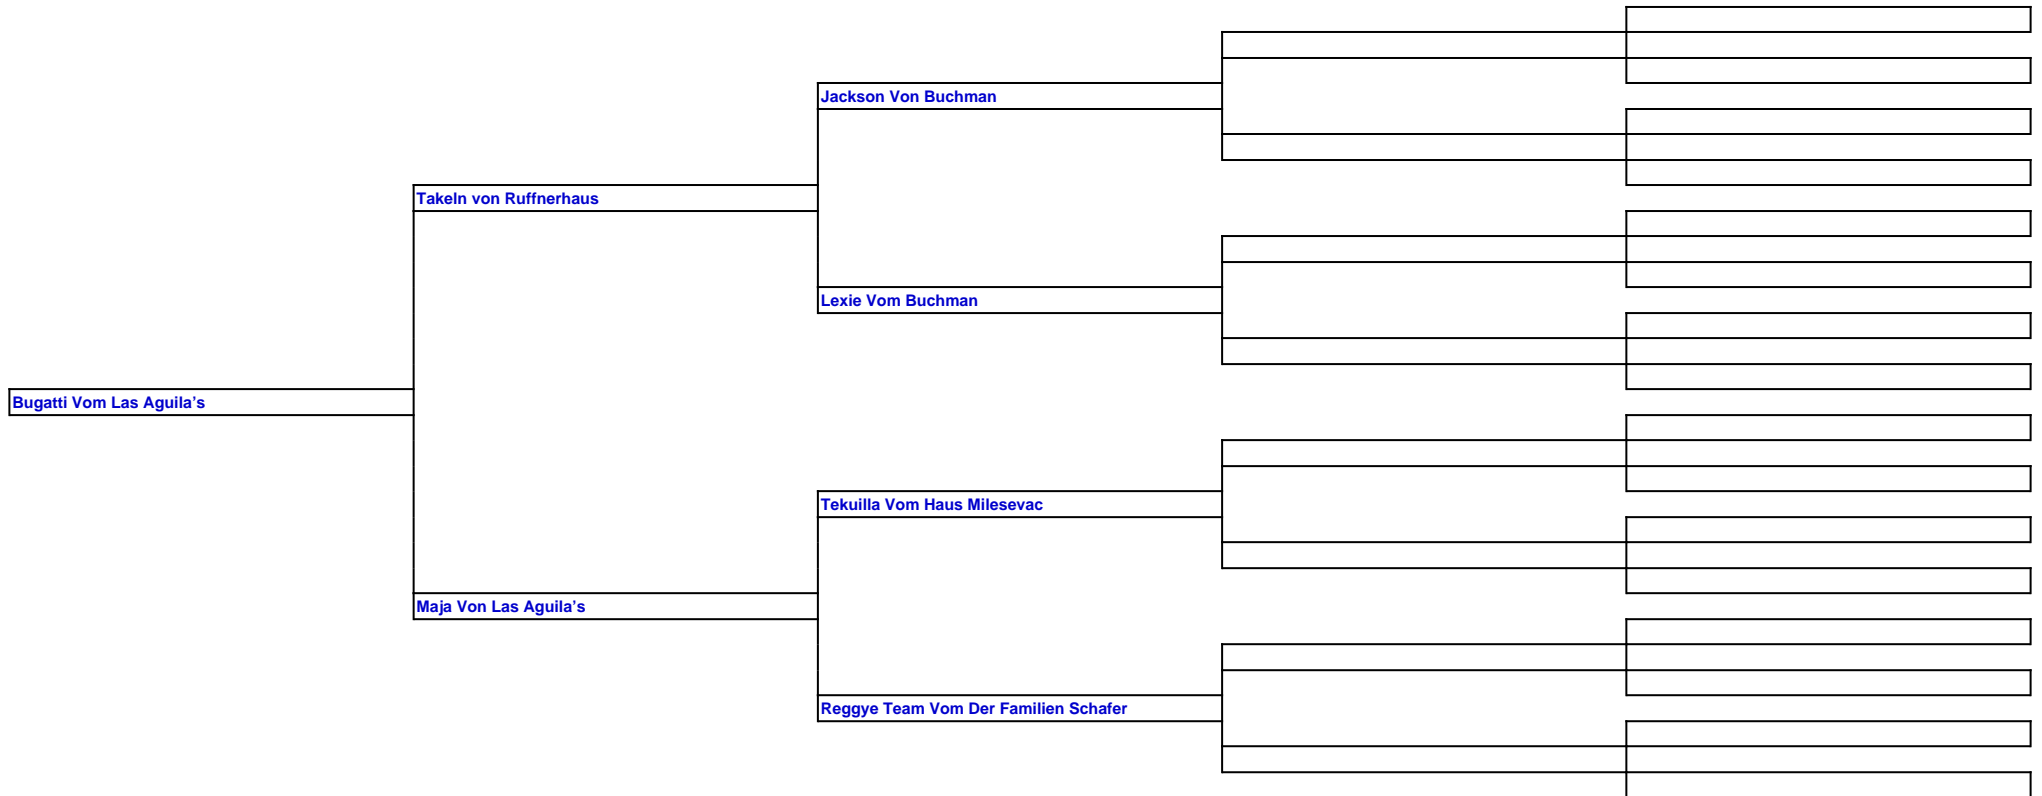 Jackson Von Buchman
Takeln von Ruffnerhaus
Lexie Vom Buchman
Bugatti Vom Las Aguila’s
Tekuilla Vom Haus Milesevac
Maja Von Las Aguila’s
Reggye Team Vom Der Familien Schafer